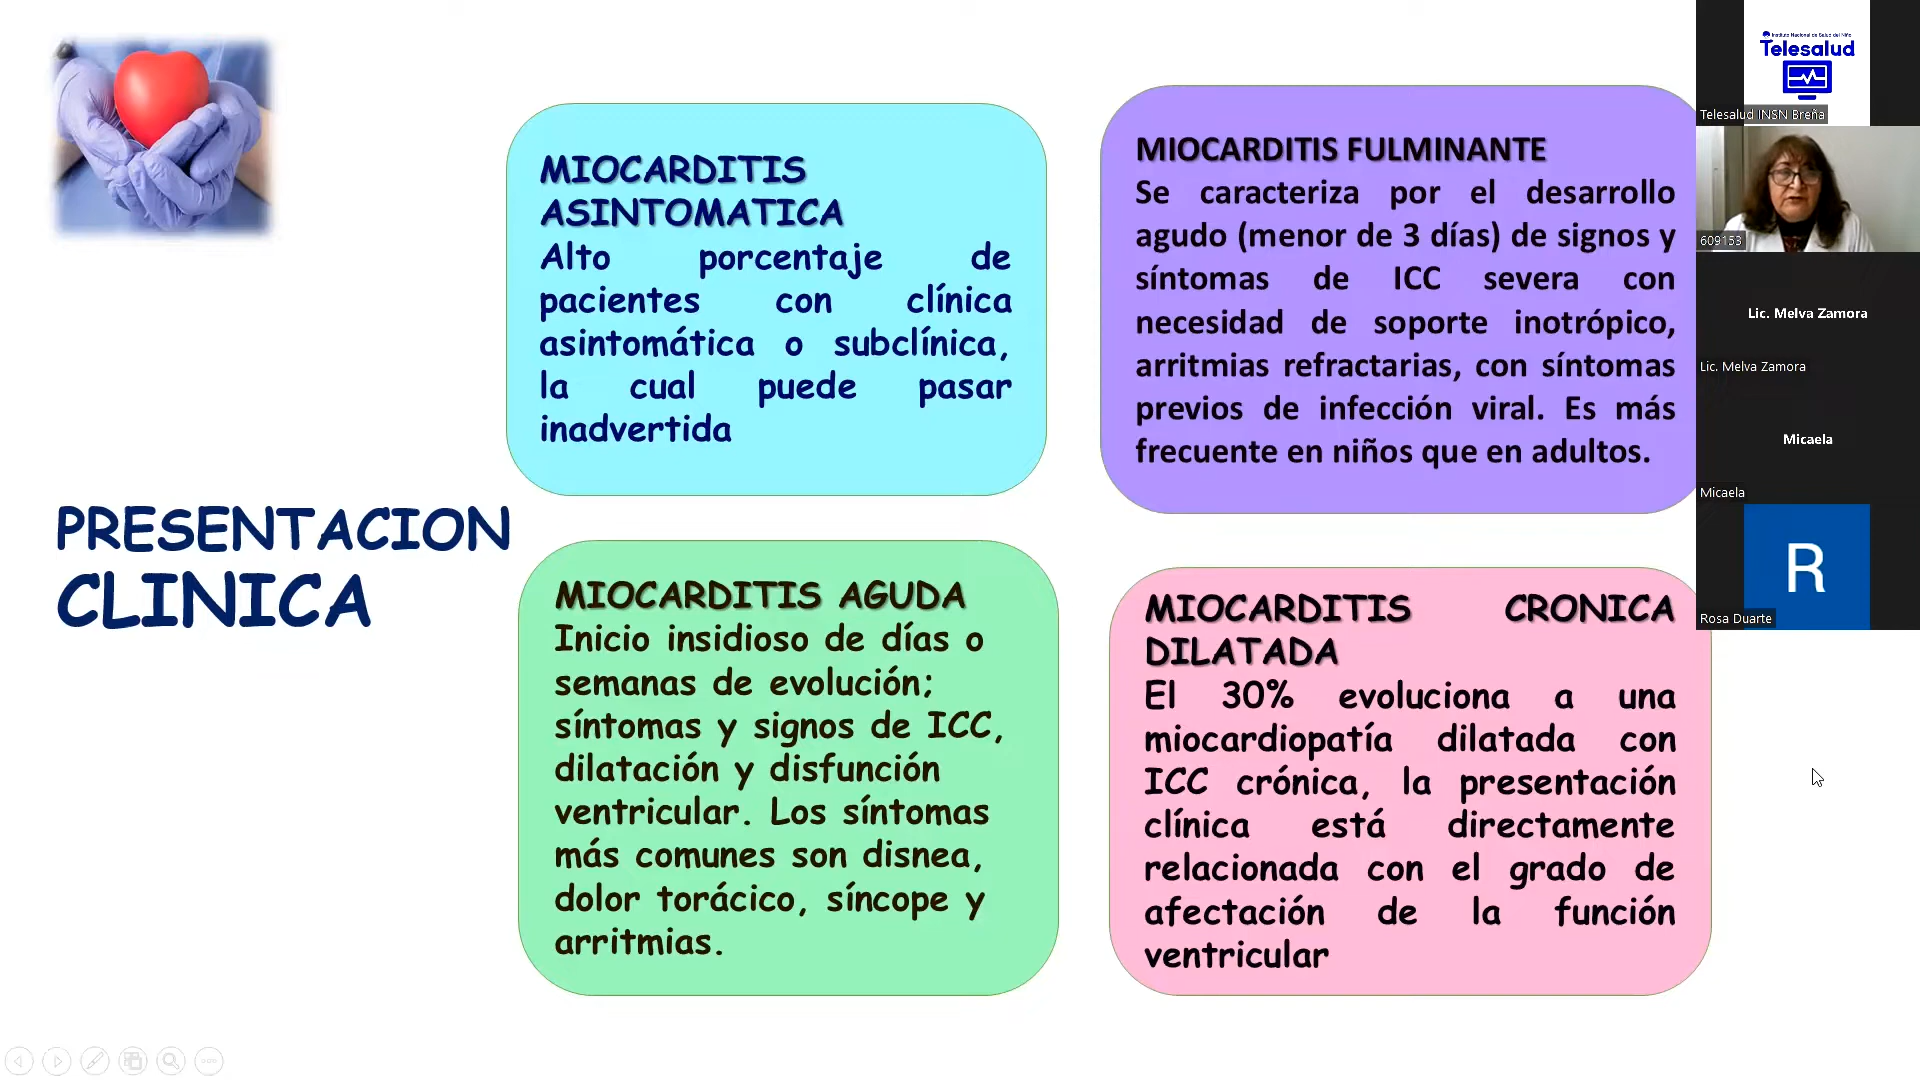 PRESENTACION
CLINICA
MIOCARDITIS
ASINTOMATICA
Alto porcentaje de
pacientes con clínica
asintomática o subclínica,
la cual puede pasar
inadvertida
MIOCARDITIS FULMINANTE
Se caracteriza por el desarrollo
agudo (menor de 3 días) de signos y
síntomas de ICC severa con
necesidad de soporte inotrópico,
arritmias refractarias, con síntomas
previos de infección viral. Es más
frecuente en niños que en adultos.
MIOCARDITIS AGUDA
Inicio insidioso de días o
semanas de evolución;
síntomas y signos de ICC,
dilatación y disfunción
ventricular. Los síntomas
más comunes son disnea,
dolor torácico, síncope y
arritmias.
MIOCARDITIS CRONICA
DILATADA
El 30% evoluciona a una
miocardiopatía dilatada con
ICC crónica, la presentación
clínica está directamente
relacionada con el grado de
afectación de la función
ventricular
Instituto Nacional de Salud del Niño
Telesalud
Telesalud INSN Breña
609153
Lic. Melva Zamora
Lic. Melva Zamora
Micaela
Micaela
R
Rosa Duarte